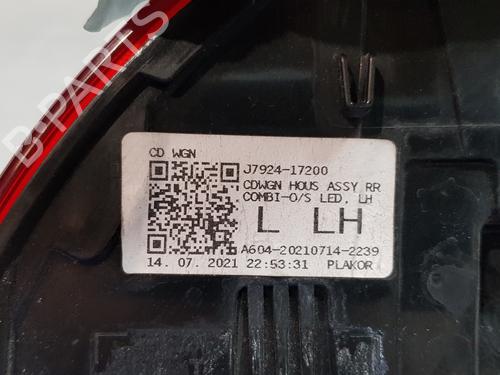 CD WGN
J7924-17200
CDWGN HOUS ASSY RR
COMBI-O/S LED, LH
L LH
A604-20210714-2239
14. 07. 2021 22:53:31 PLAKOR
B-PARTS